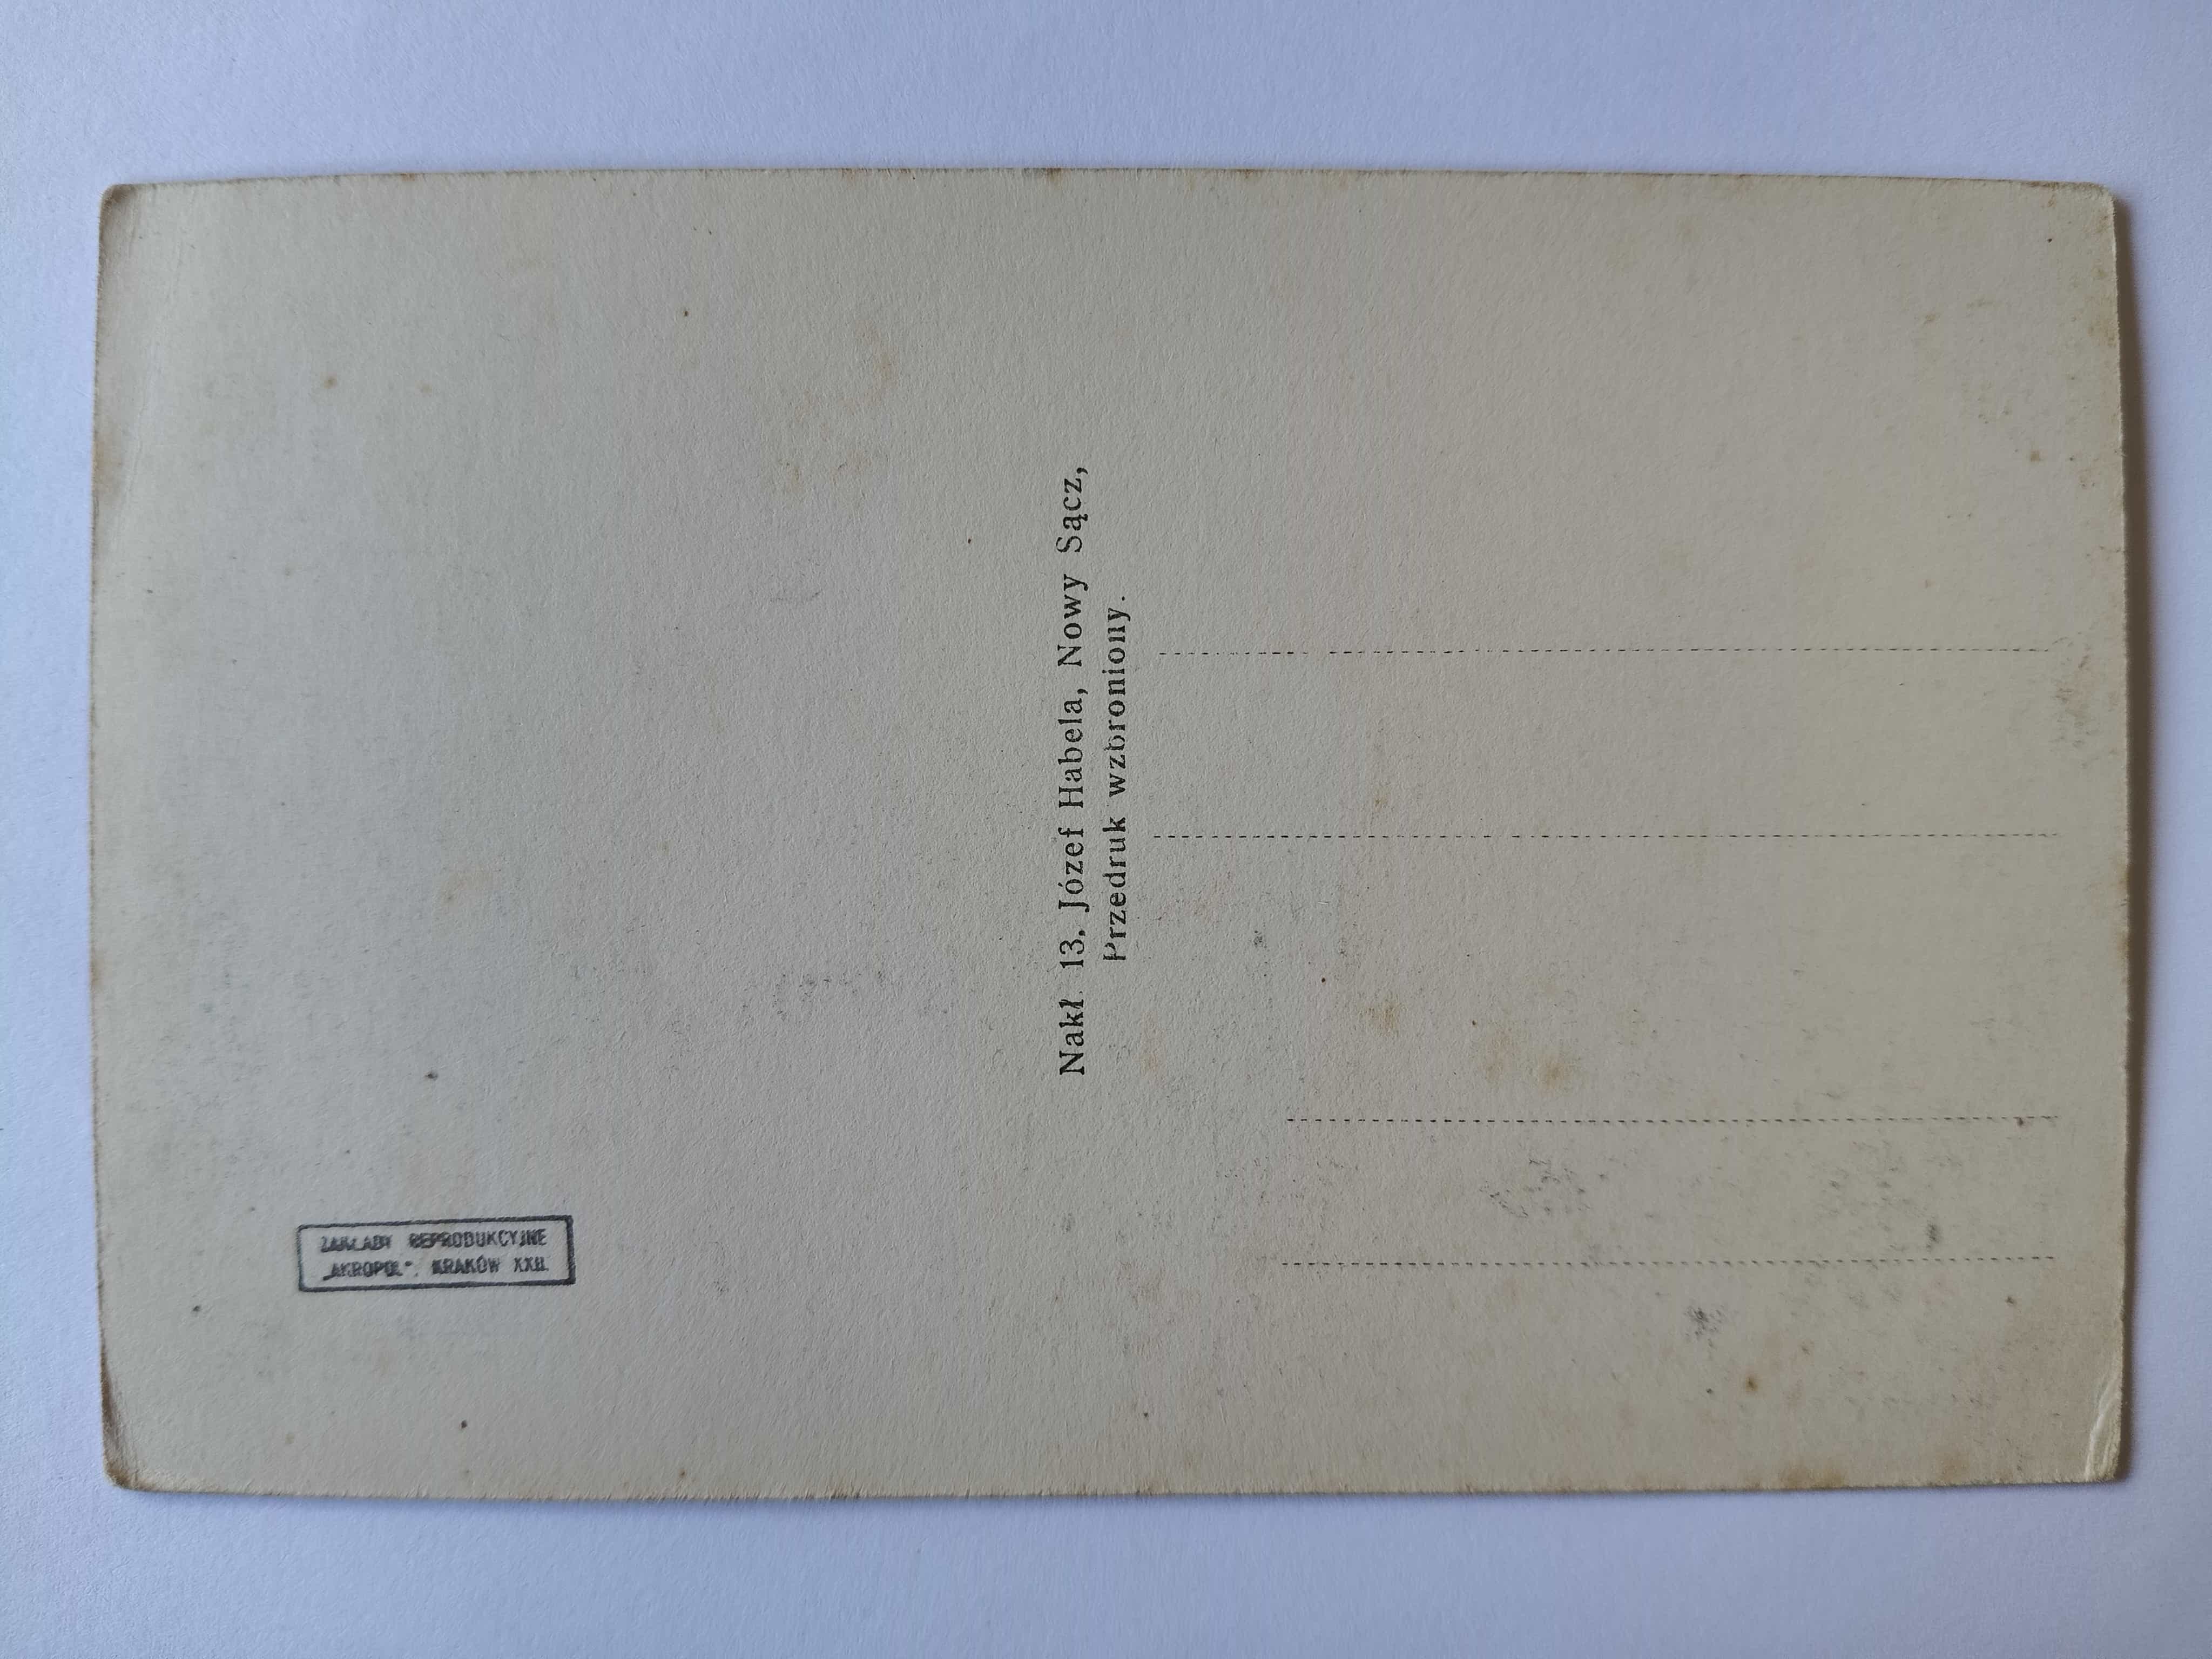 Nakł. 13. Józef Habela, Nowy Sącz,
Przedruk wzbroniony.
ZAKŁADY REPRODUKCYJNE
„AKROPOL”. KRAKÓW XXII.